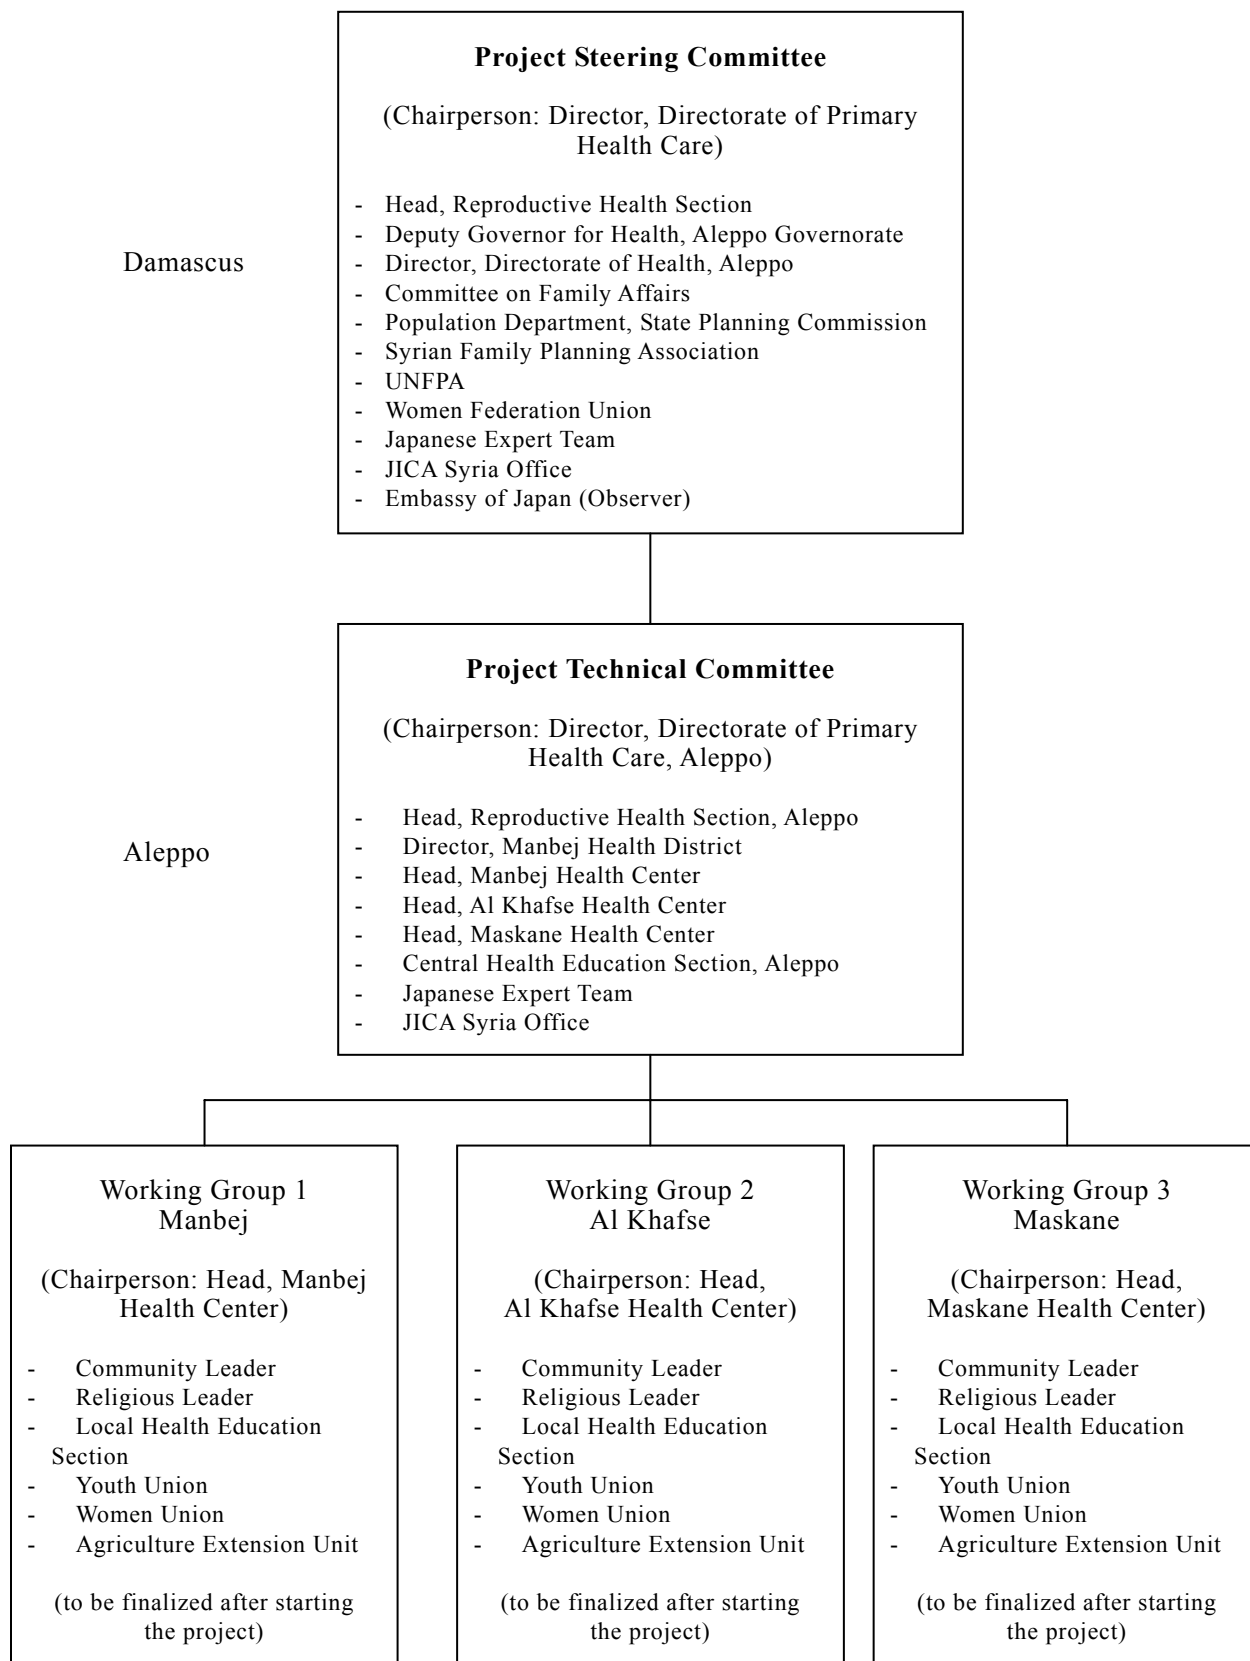 Project Steering Committee
(Chairperson: Director, Directorate of Primary
Health Care)
- Head, Reproductive Health Section
- Deputy Governor for Health, Aleppo Governorate
- Director, Directorate of Health, Aleppo
- Committee on Family Affairs
- Population Department, State Planning Commission
- Syrian Family Planning Association
- UNFPA
- Women Federation Union
- Japanese Expert Team
- JICA Syria Office
- Embassy of Japan (Observer)
Damascus
Project Technical Committee
(Chairperson: Director, Directorate of Primary
Health Care, Aleppo)
- Head, Reproductive Health Section, Aleppo
- Director, Manbej Health District
- Head, Manbej Health Center
- Head, Al Khafse Health Center
- Head, Maskane Health Center
- Central Health Education Section, Aleppo
- Japanese Expert Team
- JICA Syria Office
Aleppo
Working Group 1
Manbej
(Chairperson: Head, Manbej
Health Center)
- Community Leader
- Religious Leader
- Local Health Education
Section
- Youth Union
- Women Union
- Agriculture Extension Unit
(to be finalized after starting
the project)
Working Group 2
Al Khafse
(Chairperson: Head,
Al Khafse Health Center)
- Community Leader
- Religious Leader
- Local Health Education
Section
- Youth Union
- Women Union
- Agriculture Extension Unit
(to be finalized after starting
the project)
Working Group 3
Maskane
(Chairperson: Head,
Maskane Health Center)
- Community Leader
- Religious Leader
- Local Health Education
Section
- Youth Union
- Women Union
- Agriculture Extension Unit
(to be finalized after starting
the project)